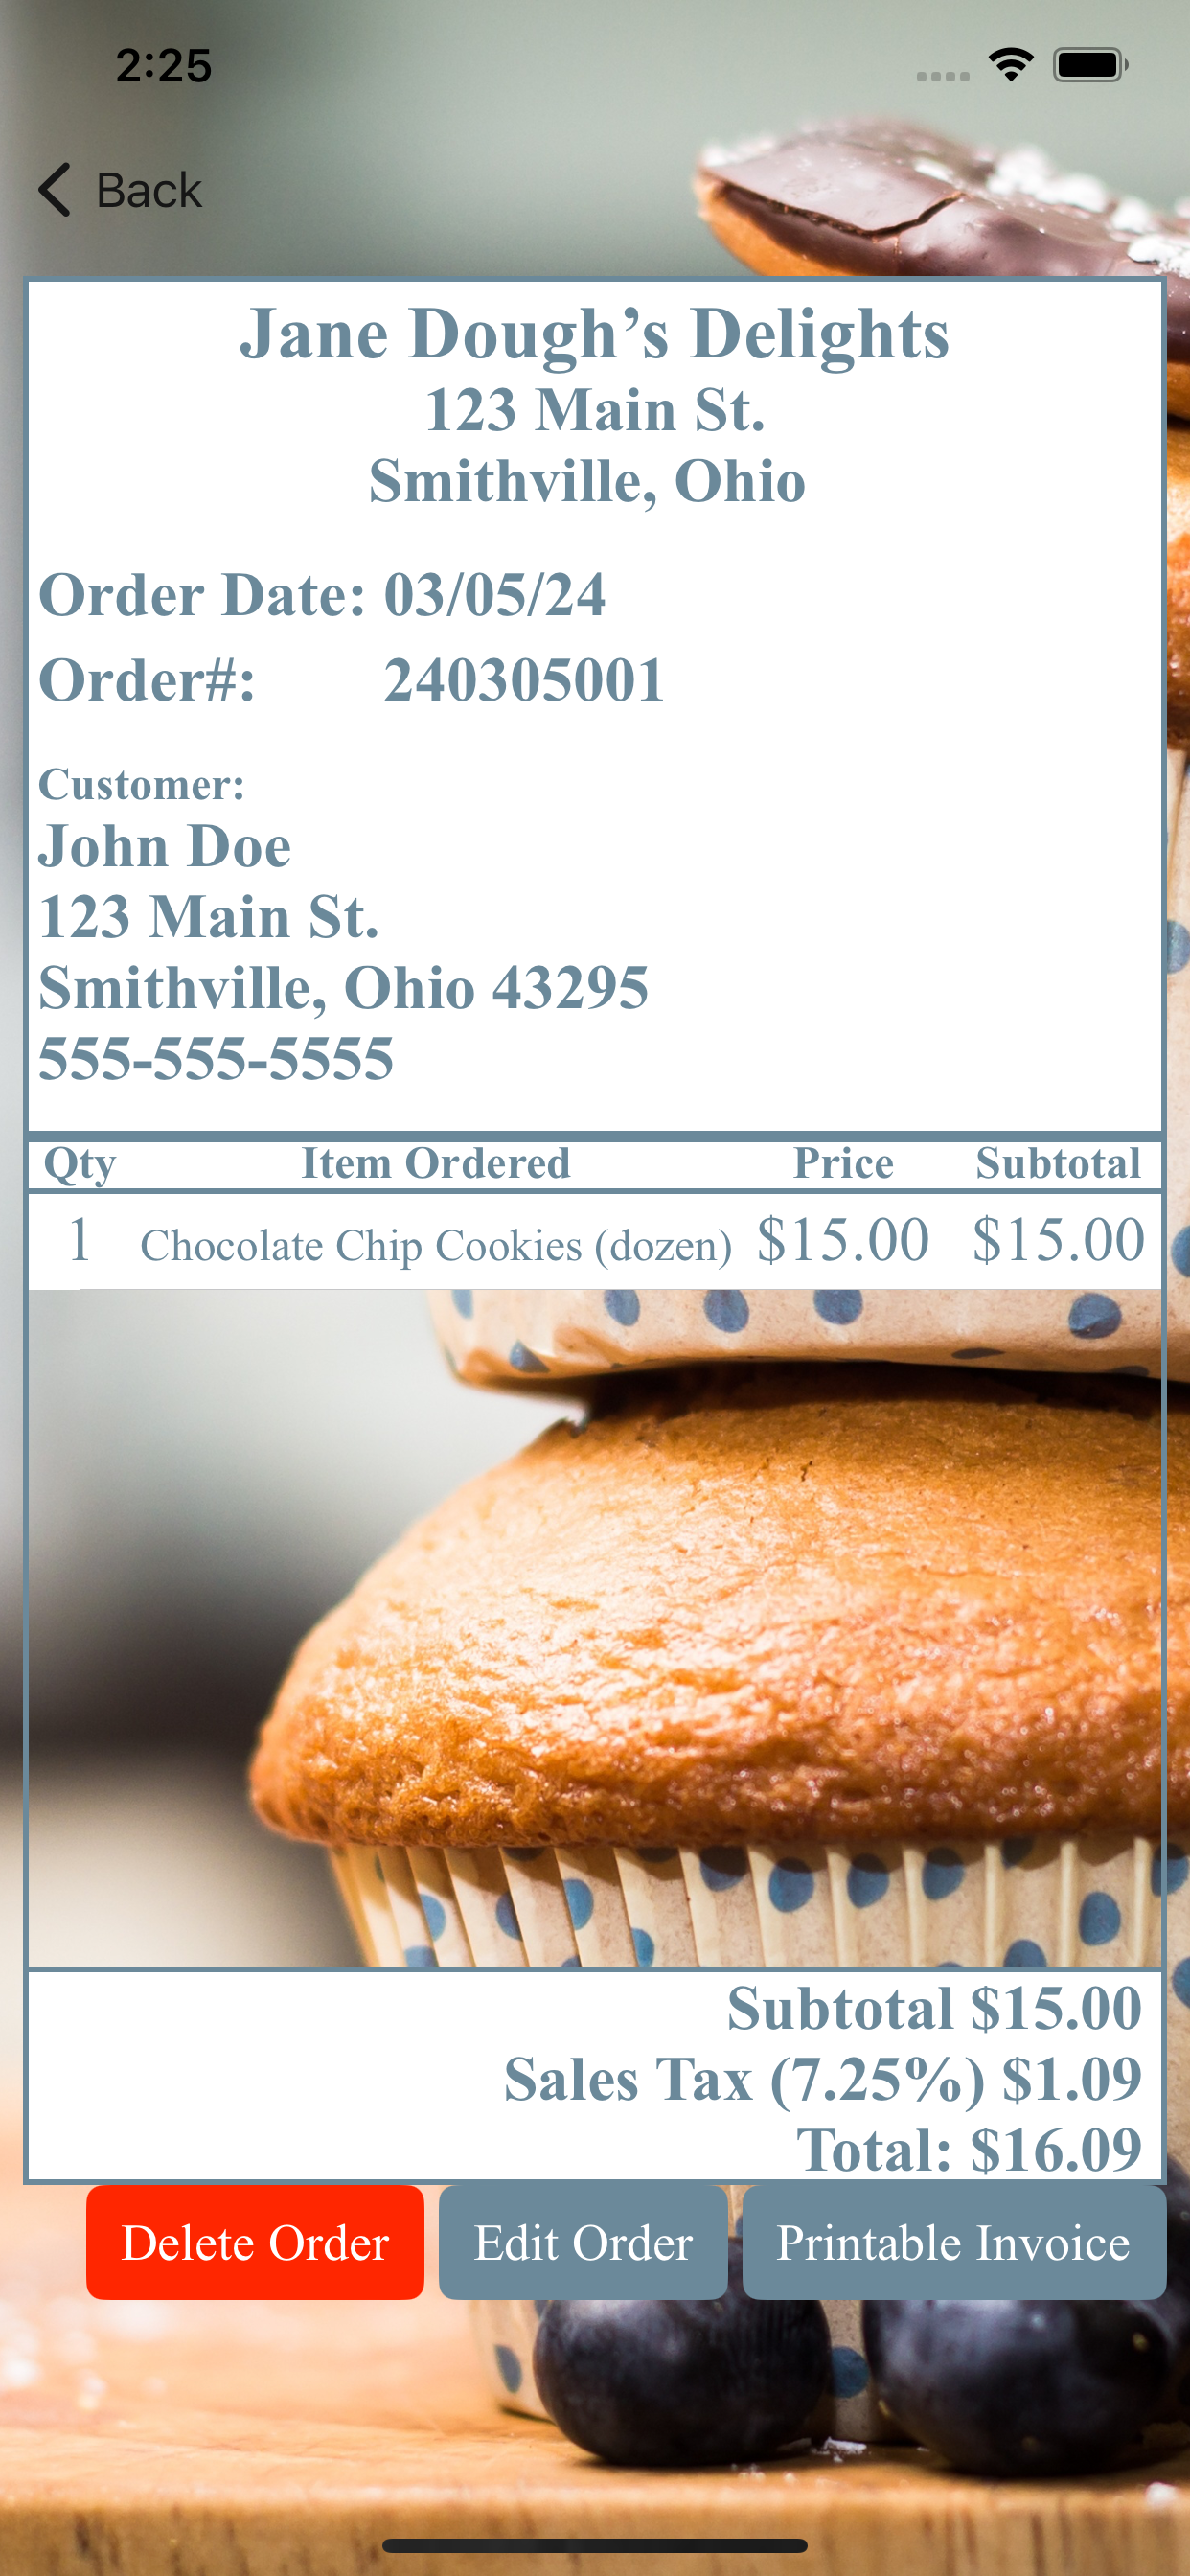 2:25
Back
Jane Dough’s Delights
123 Main St.
Smithville, Ohio
Order Date: 03/05/24
Order#: 240305001
Customer:
John Doe
123 Main St.
Smithville, Ohio 43295
555-555-5555
Qty Item Ordered Price Subtotal
1 Chocolate Chip Cookies (dozen) $15.00 $15.00
Subtotal $15.00
Sales Tax (7.25%) $1.09
Total: $16.09
Delete Order Edit Order Printable Invoice